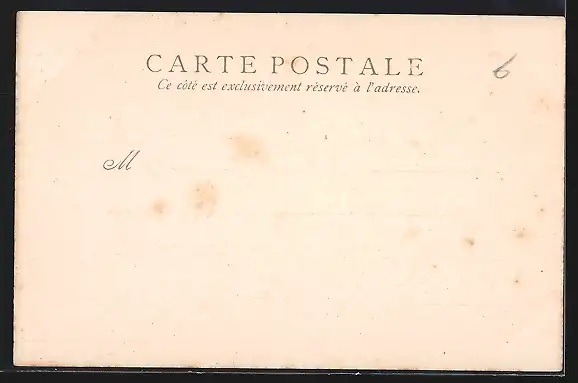 CARTE POSTALE
6
Ce côté est exclusivement réservé à l'adresse.
M